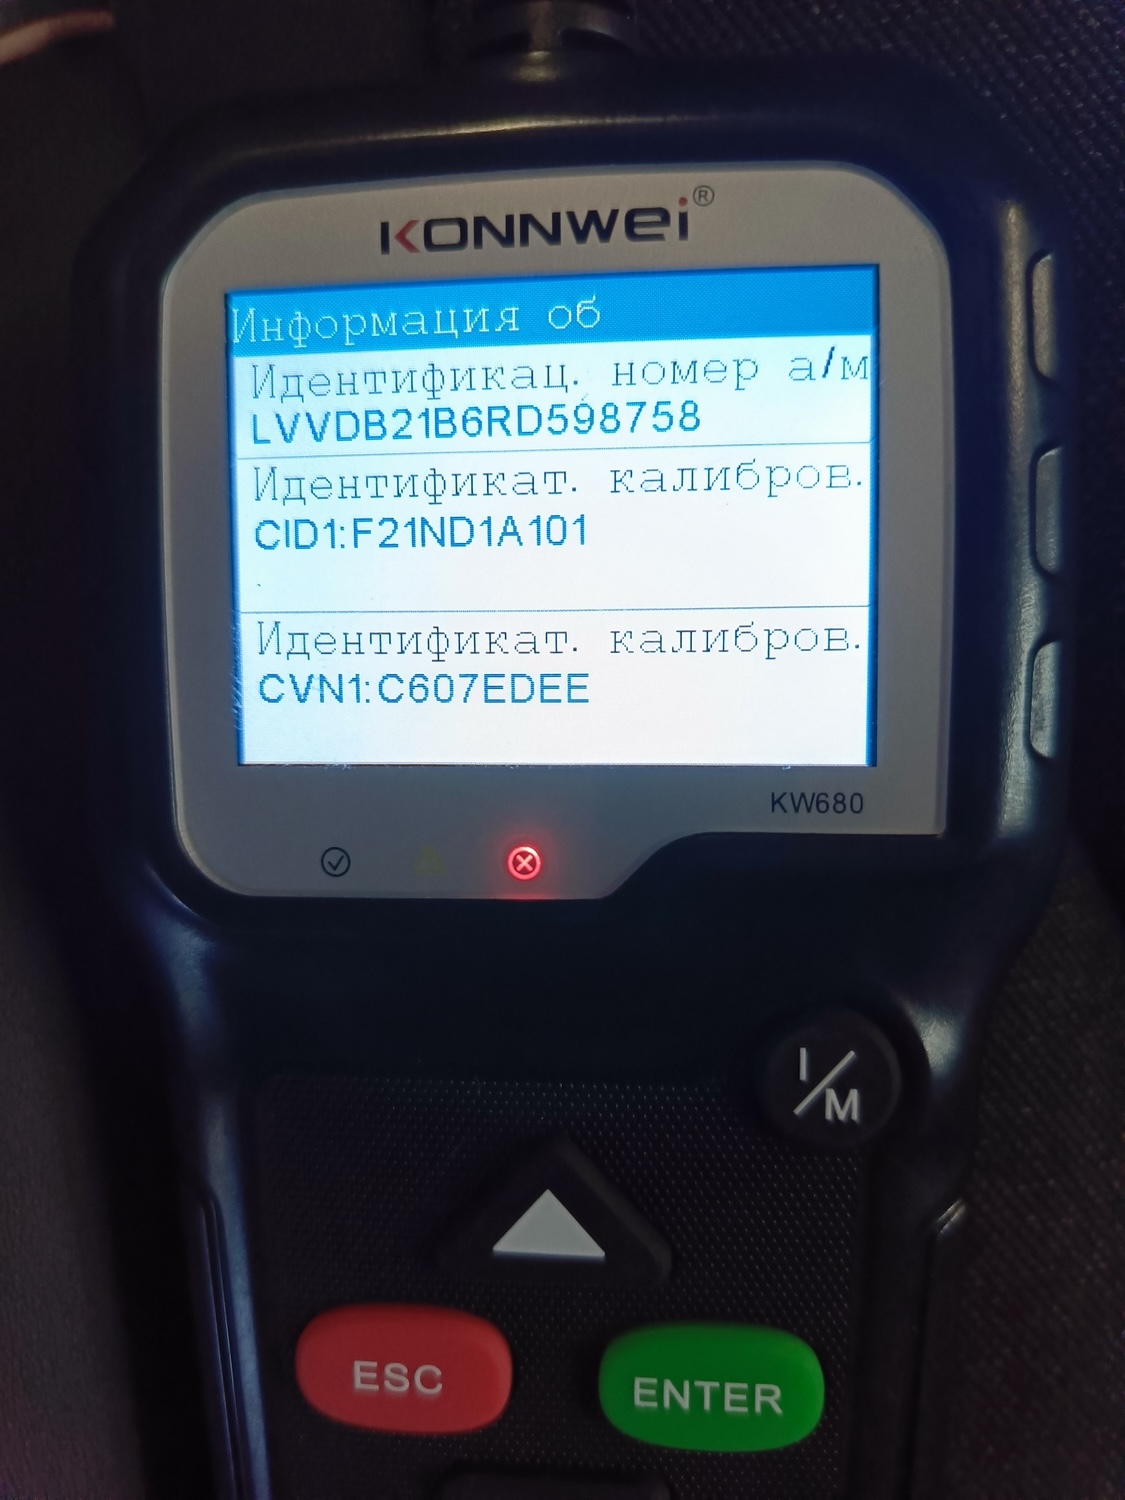 KONNWEI®
Информация об
Идентификац. номер а/м
LVVDB21B6RD598758
Идентификат. калибров.
CID1:F21ND1A101
Идентификат. калибров.
CVN1:C607EDEE
KW680
I/M
ESC
ENTER